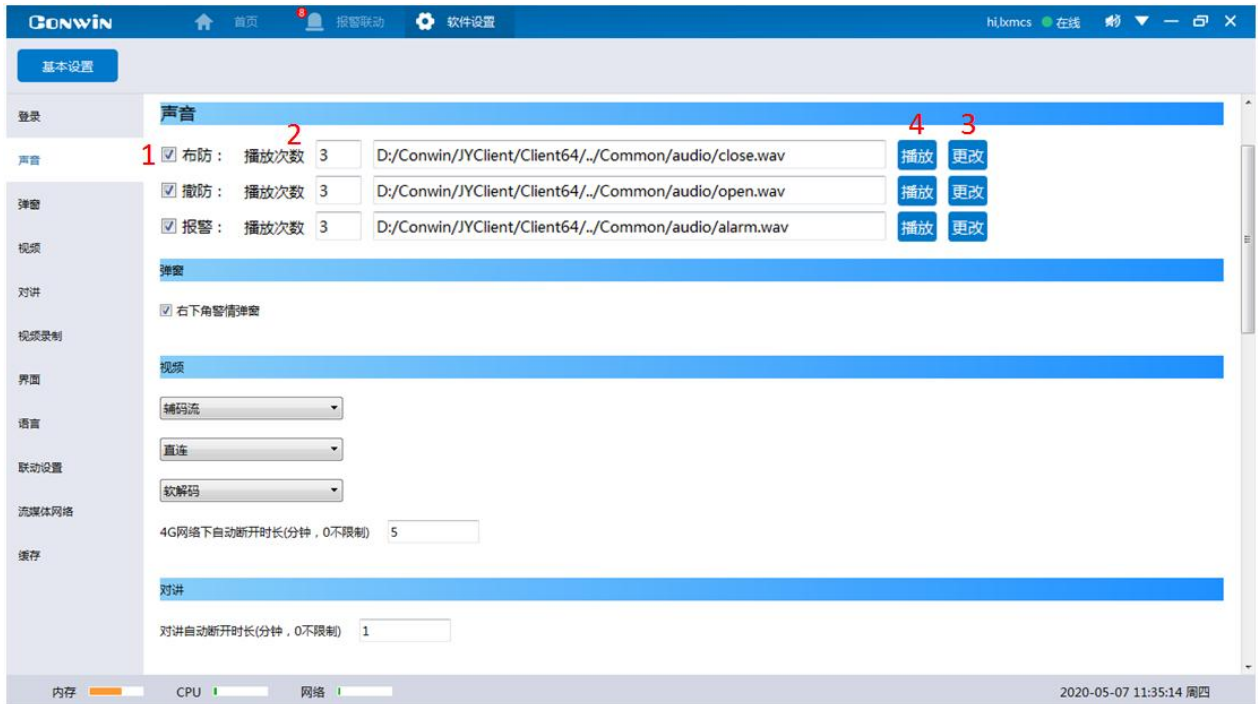 CONWIN 首页 8 报警联动 软件设置 hi,lxmcs 在线
基本设置
登录
声音
弹窗
视频
对讲
视频录制
界面
语言
联动设置
流媒体网络
缓存
声音
2 4 3
1 布防： 播放次数 3 D:/Conwin/JYClient/Client64/../Common/audio/close.wav 播放 更改
撤防： 播放次数 3 D:/Conwin/JYClient/Client64/../Common/audio/open.wav 播放 更改
报警： 播放次数 3 D:/Conwin/JYClient/Client64/../Common/audio/alarm.wav 播放 更改
弹窗
右下角警情弹窗
视频
辅码流
直连
软解码
4G网络下自动断开时长(分钟，0不限制) 5
对讲
对讲自动断开时长(分钟，0不限制) 1
内存 CPU 网络 2020-05-07 11:35:14 周四